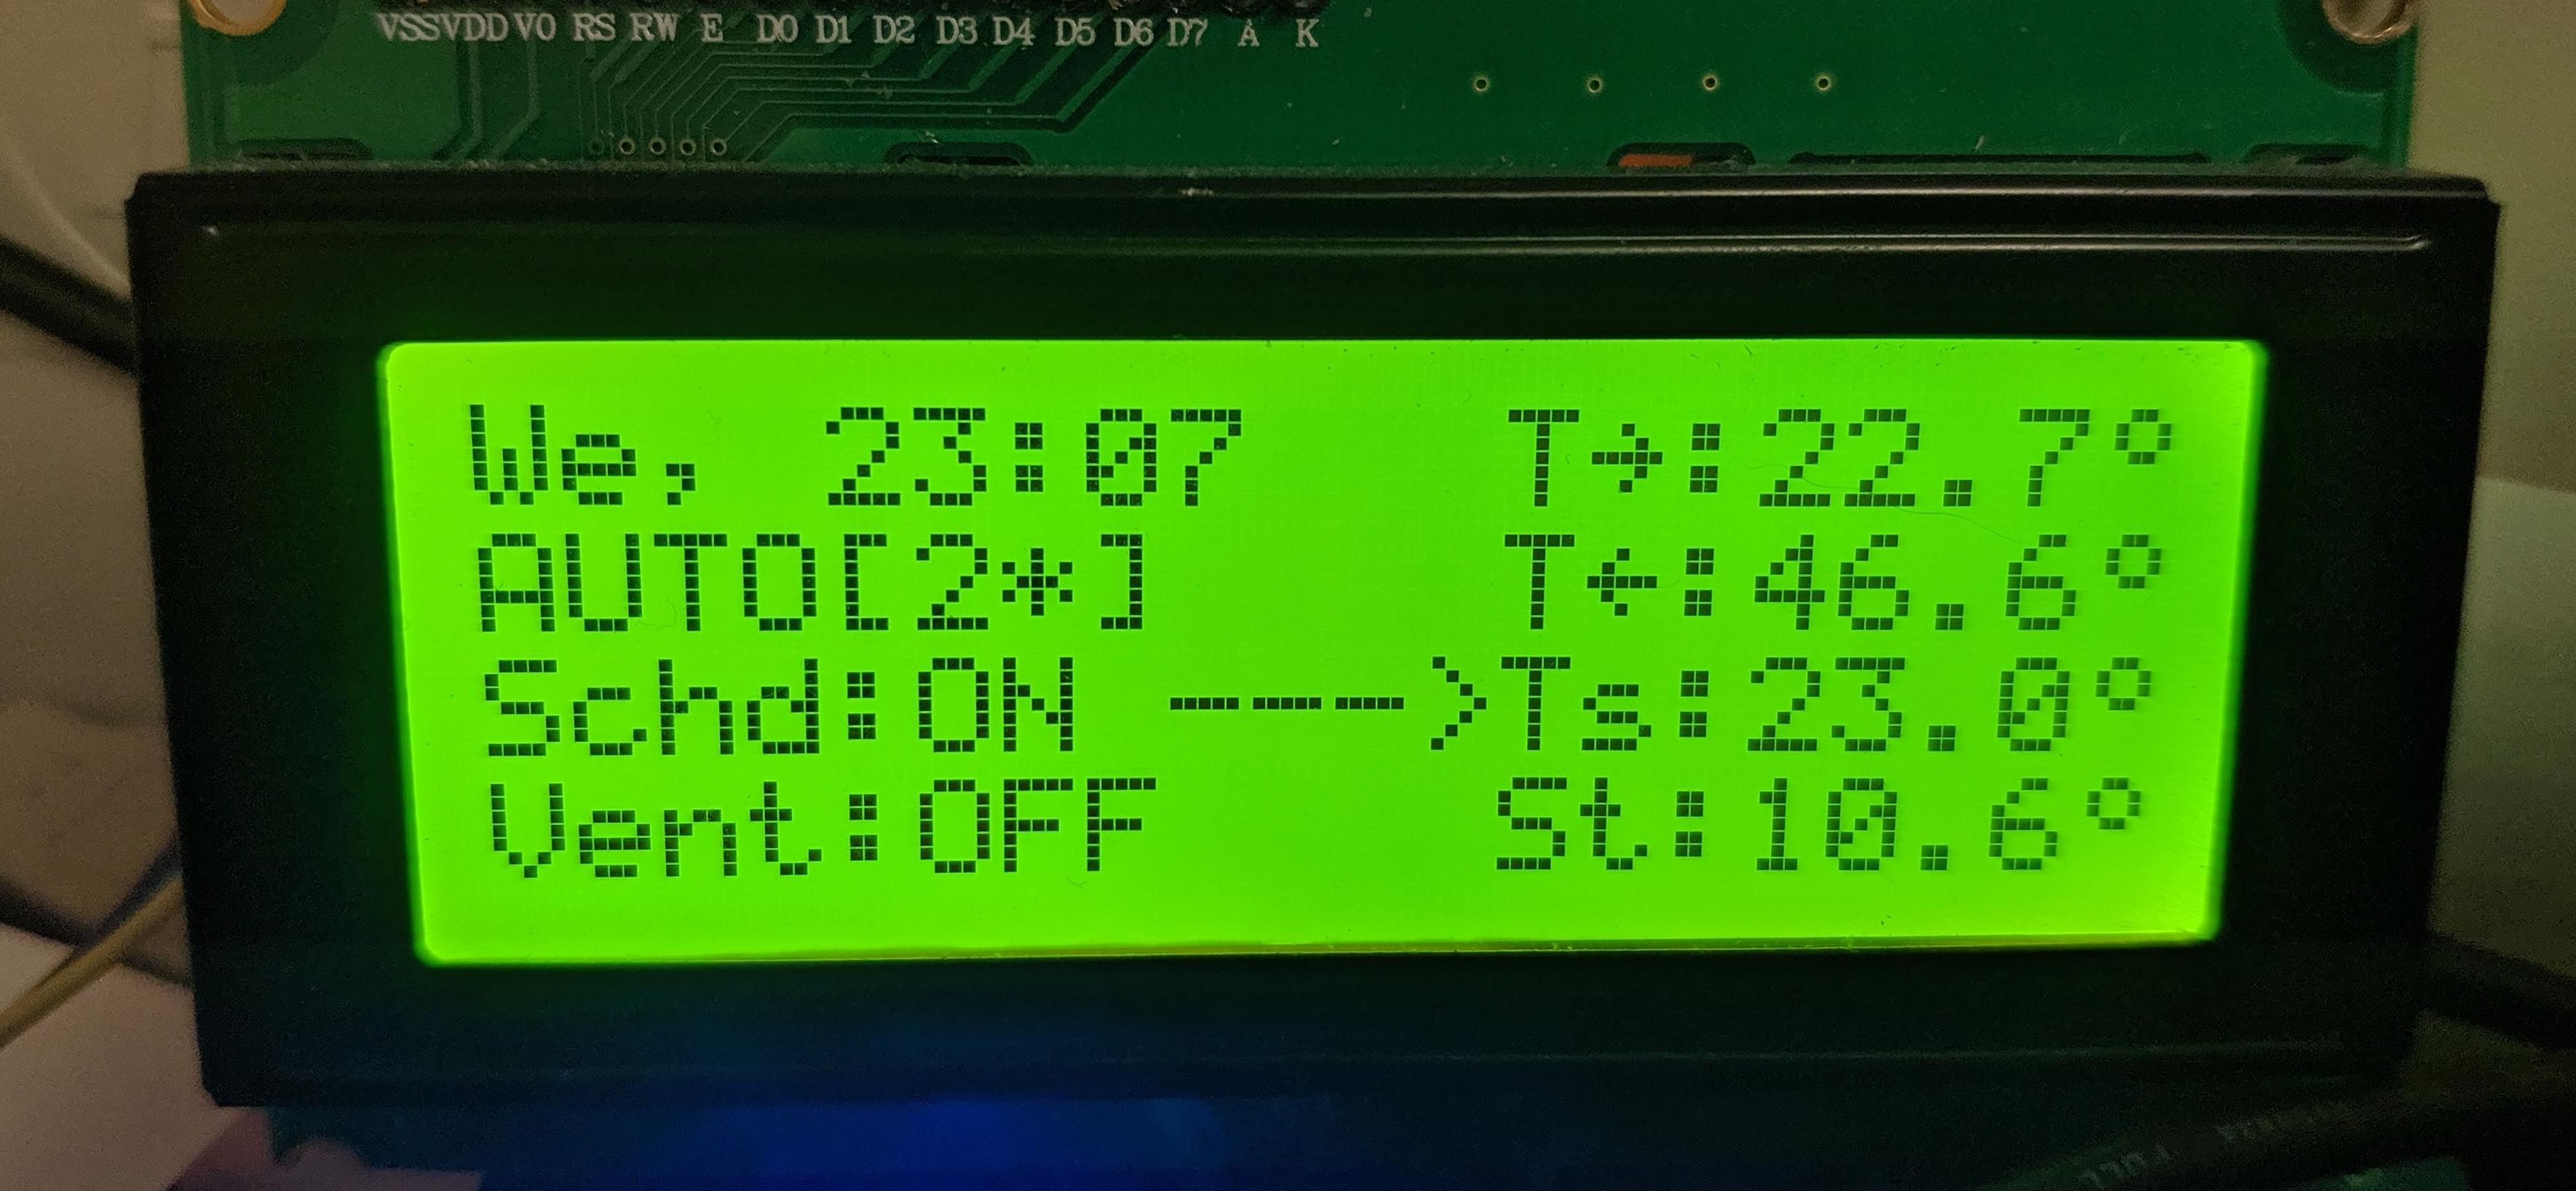 VSS VDD V0 RS RW E D0 D1 D2 D3 D4 D5 D6 D7 A K
We, 23:07 T→:22.7°
AUTO[2*] T←:46.6°
Schd:ON --->Ts:23.0°
Vent:OFF St:10.6°